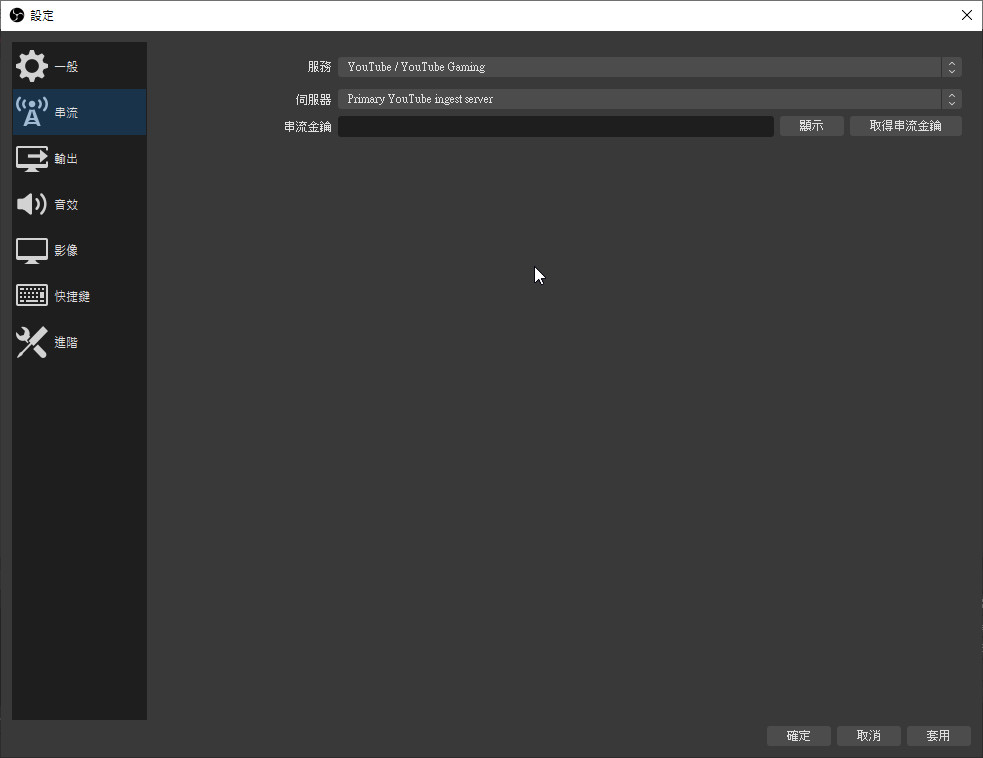 設定
一般
串流
輸出
音效
影像
快捷鍵
進階
服務 YouTube / YouTube Gaming
伺服器 Primary YouTube ingest server
串流金鑰 顯示 取得串流金鑰
確定 取消 套用